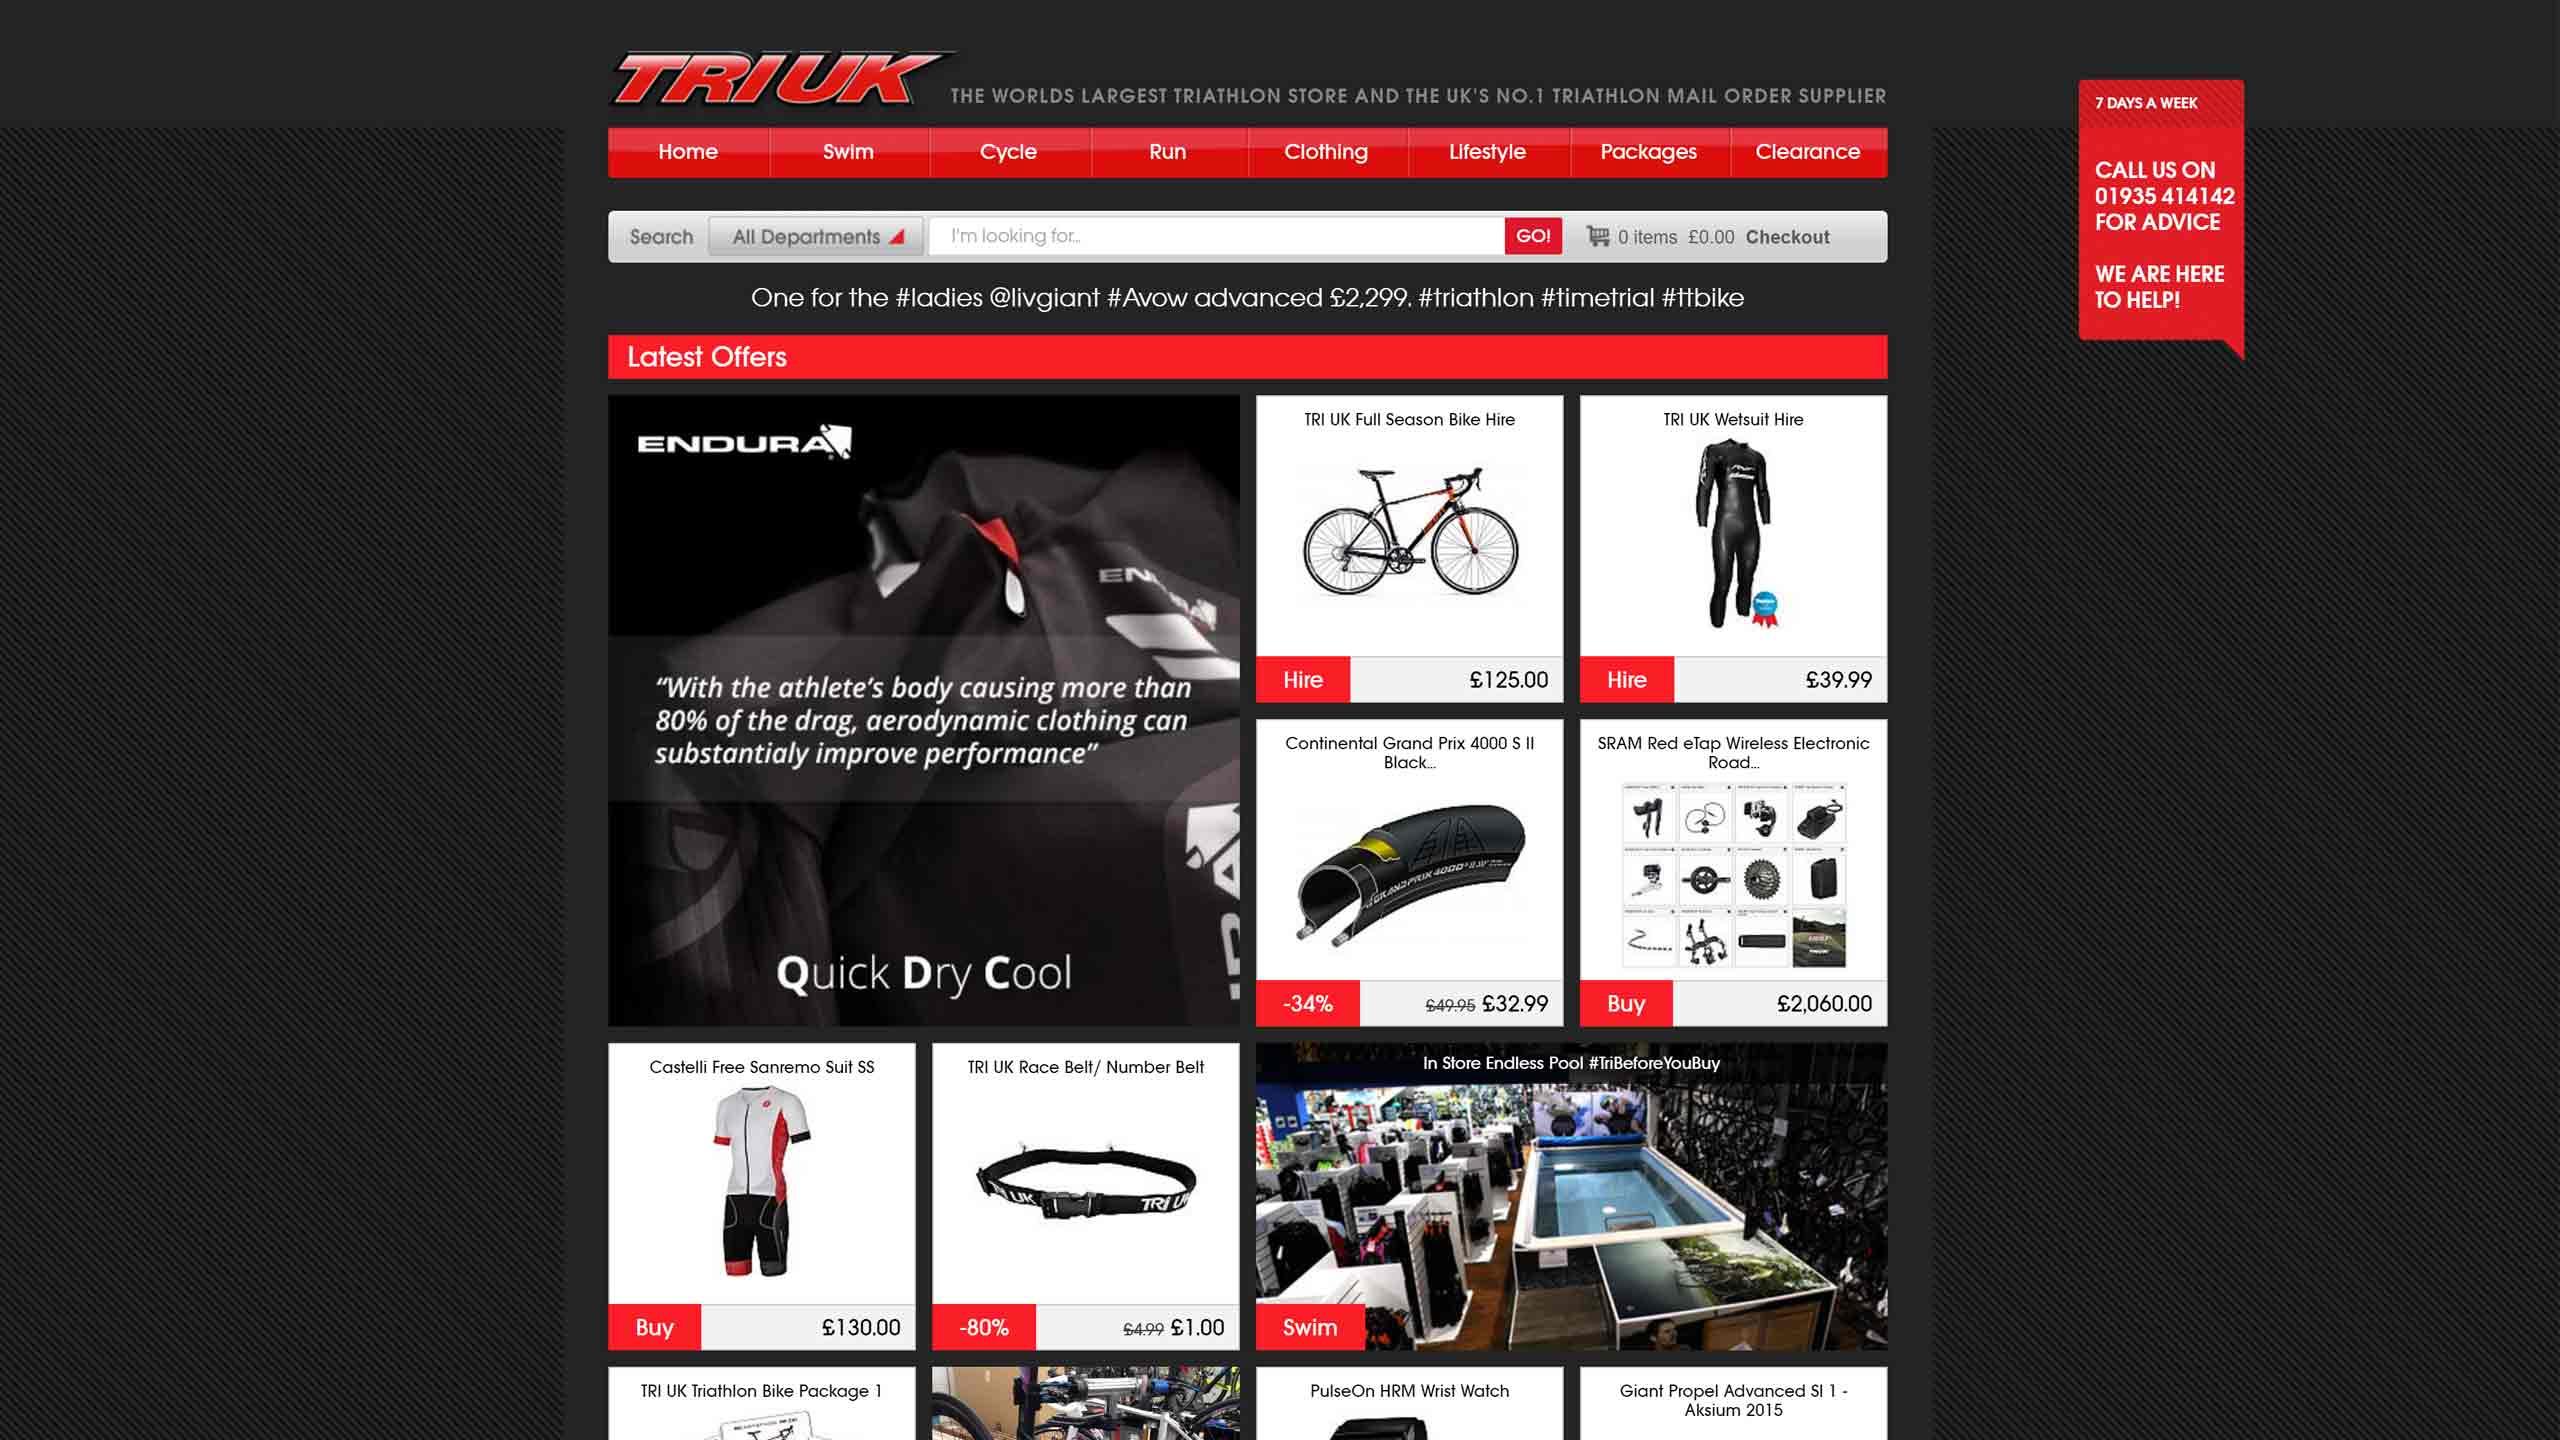 TRIUK
THE WORLDS LARGEST TRIATHLON STORE AND THE UK'S NO.1 TRIATHLON MAIL ORDER SUPPLIER
7 DAYS A WEEK
CALL US ON
01935 414142
FOR ADVICE
WE ARE HERE
TO HELP!
Home Swim Cycle Run Clothing Lifestyle Packages Clearance
Search All Departments I'm looking for... GO! 0 items £0.00 Checkout
One for the #ladies @livgiant #Avow advanced £2,299. #triathlon #timetrial #ttbike
Latest Offers
ENDURA
“With the athlete’s body causing more than
80% of the drag, aerodynamic clothing can
substantialy improve performance”
Quick Dry Cool
TRI UK Full Season Bike Hire
Hire £125.00
TRI UK Wetsuit Hire
Hire £39.99
Continental Grand Prix 4000 S II
Black...
GRAND PRIX 4000 S II
-34% £49.95 £32.99
SRAM Red eTap Wireless Electronic
Road...
Buy £2,060.00
Castelli Free Sanremo Suit SS
Buy £130.00
TRI UK Race Belt/ Number Belt
TRI UK
-80% £4.99 £1.00
In Store Endless Pool #TriBeforeYouBuy
Swim
TRI UK Triathlon Bike Package 1
PulseOn HRM Wrist Watch
Giant Propel Advanced Sl 1 -
Aksium 2015